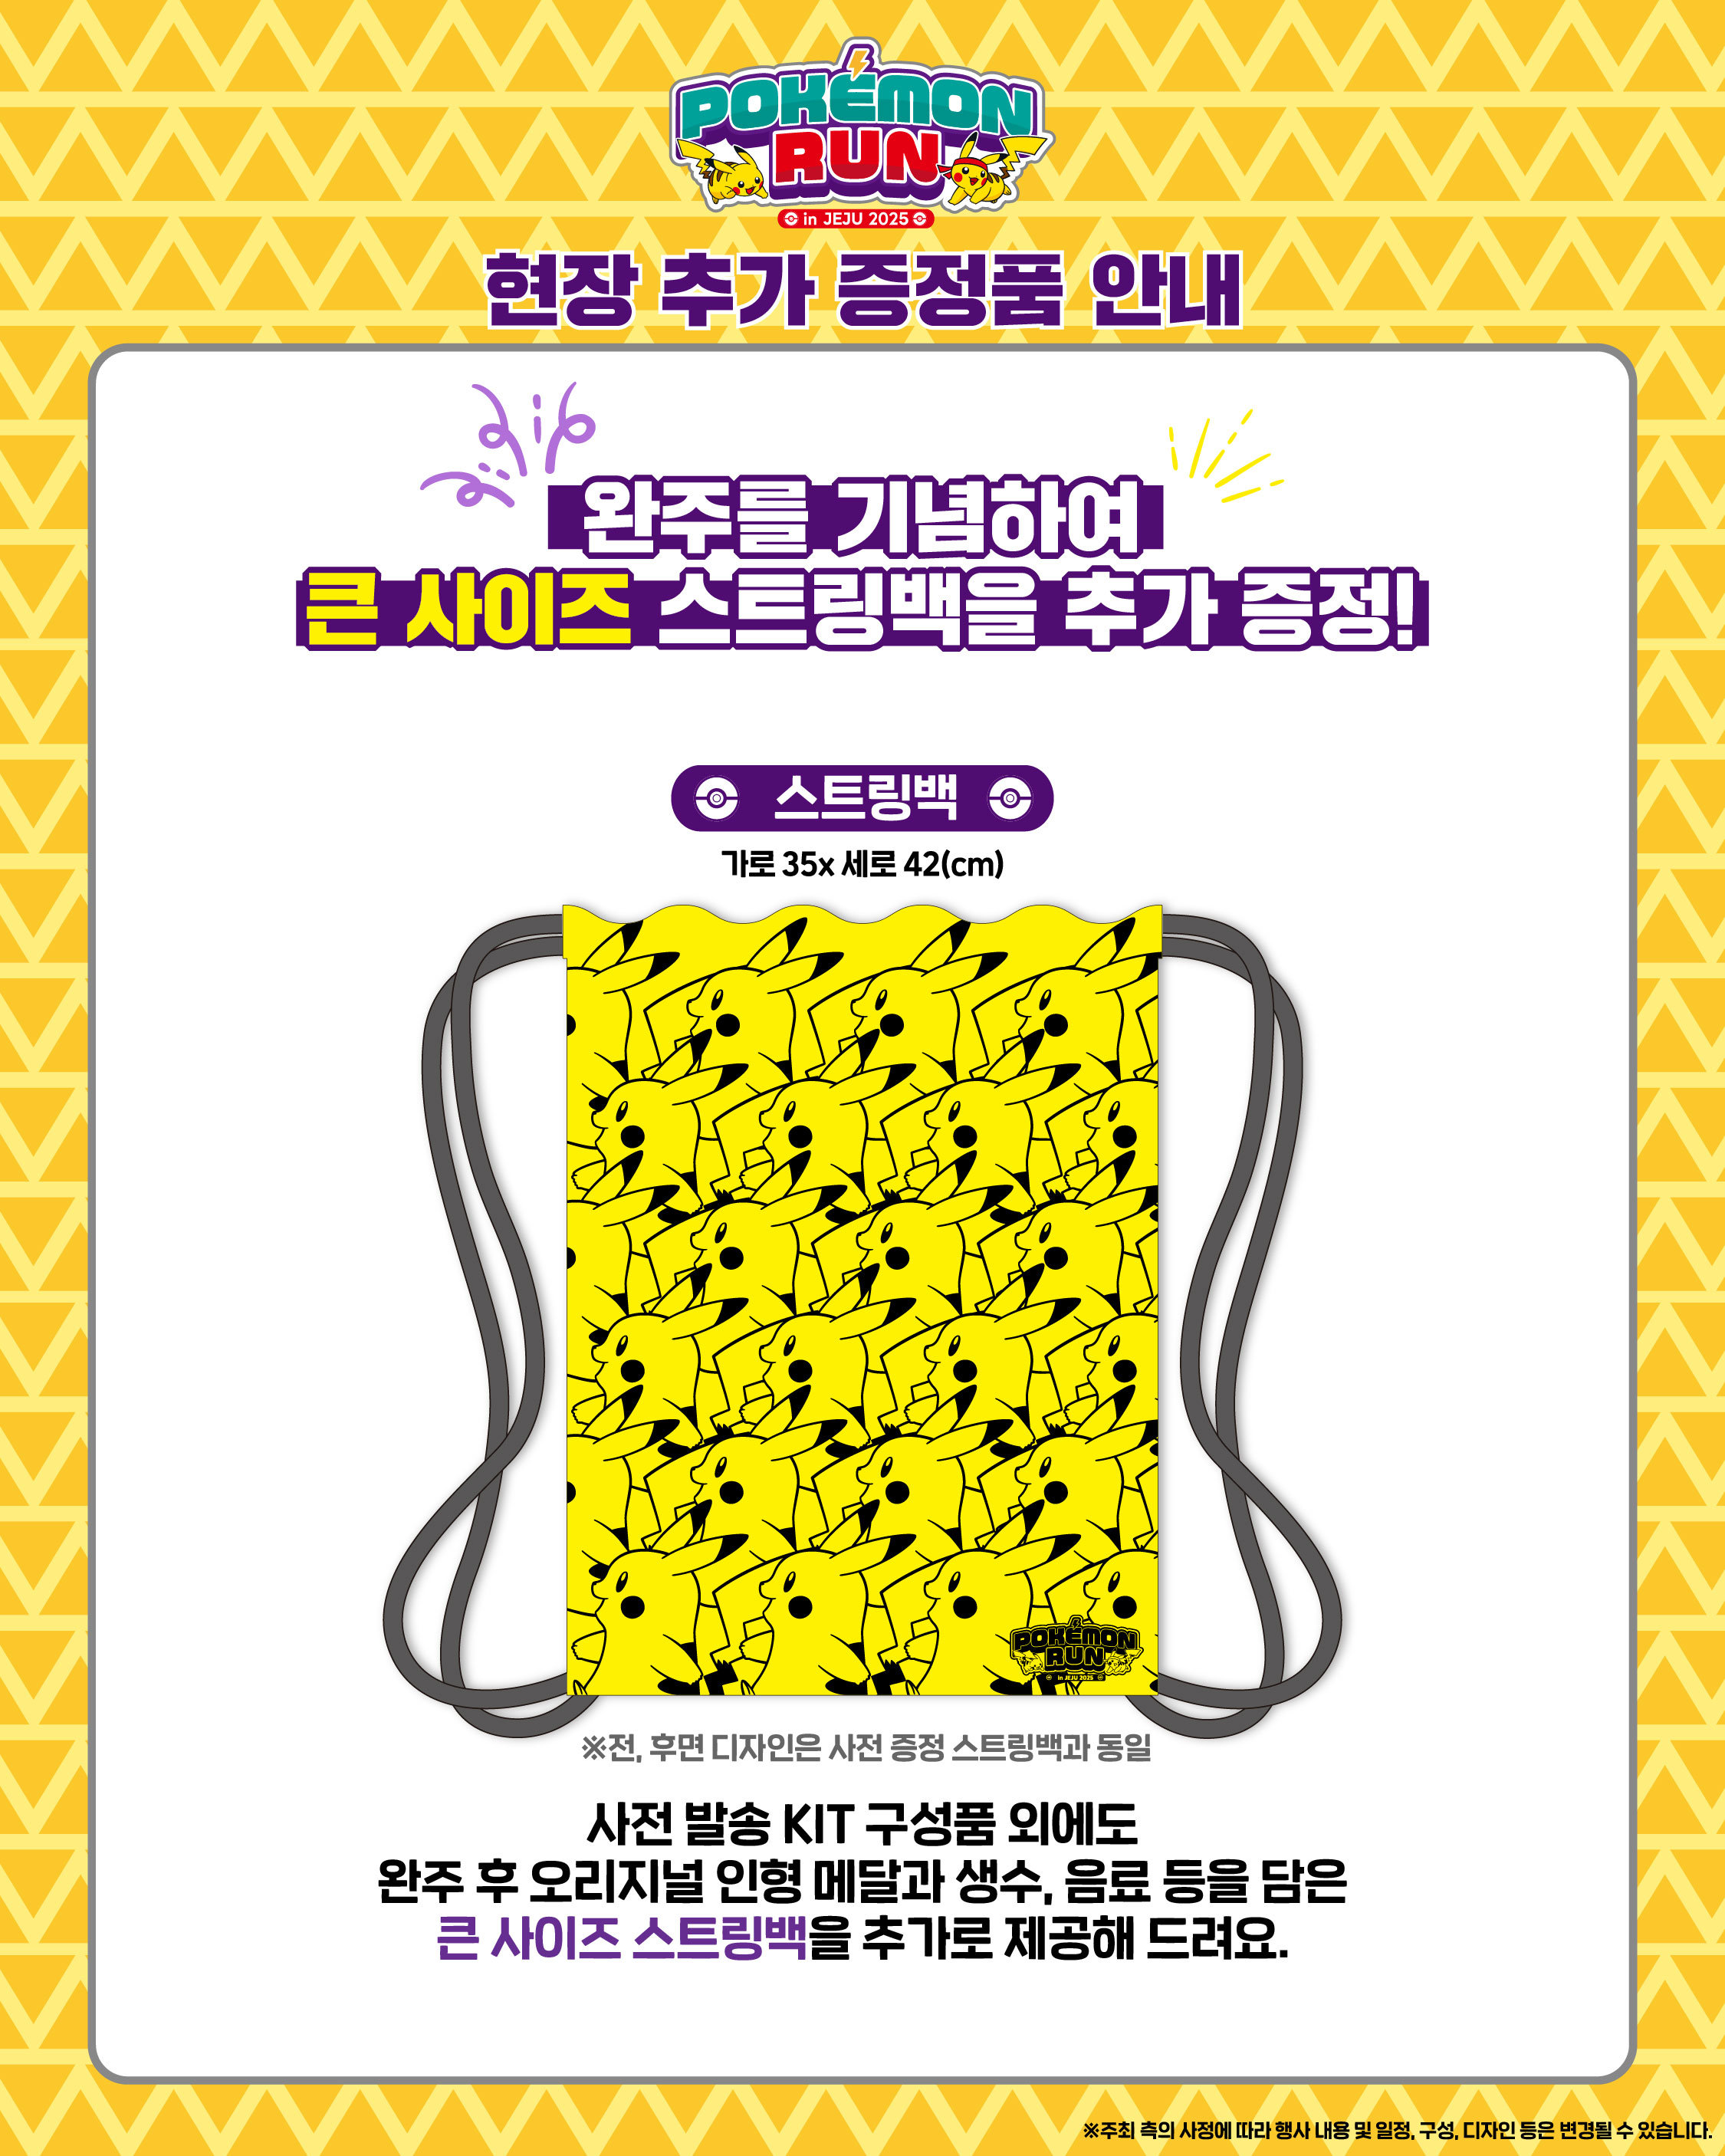 POKÉMON
RUN
in JEJU 2025
현장 추가 증정품 안내
완주를 기념하여
큰 사이즈 스트링백을 추가 증정!
스트링백
가로 35x 세로 42(cm)
POKÉMON
RUN
in JEJU 2025
※전, 후면 디자인은 사전 증정 스트링백과 동일
사전 발송 KIT 구성품 외에도
완주 후 오리지널 인형 메달과 생수, 음료 등을 담은
큰 사이즈 스트링백을 추가로 제공해 드려요.
※주최 측의 사정에 따라 행사 내용 및 일정, 구성, 디자인 등은 변경될 수 있습니다.